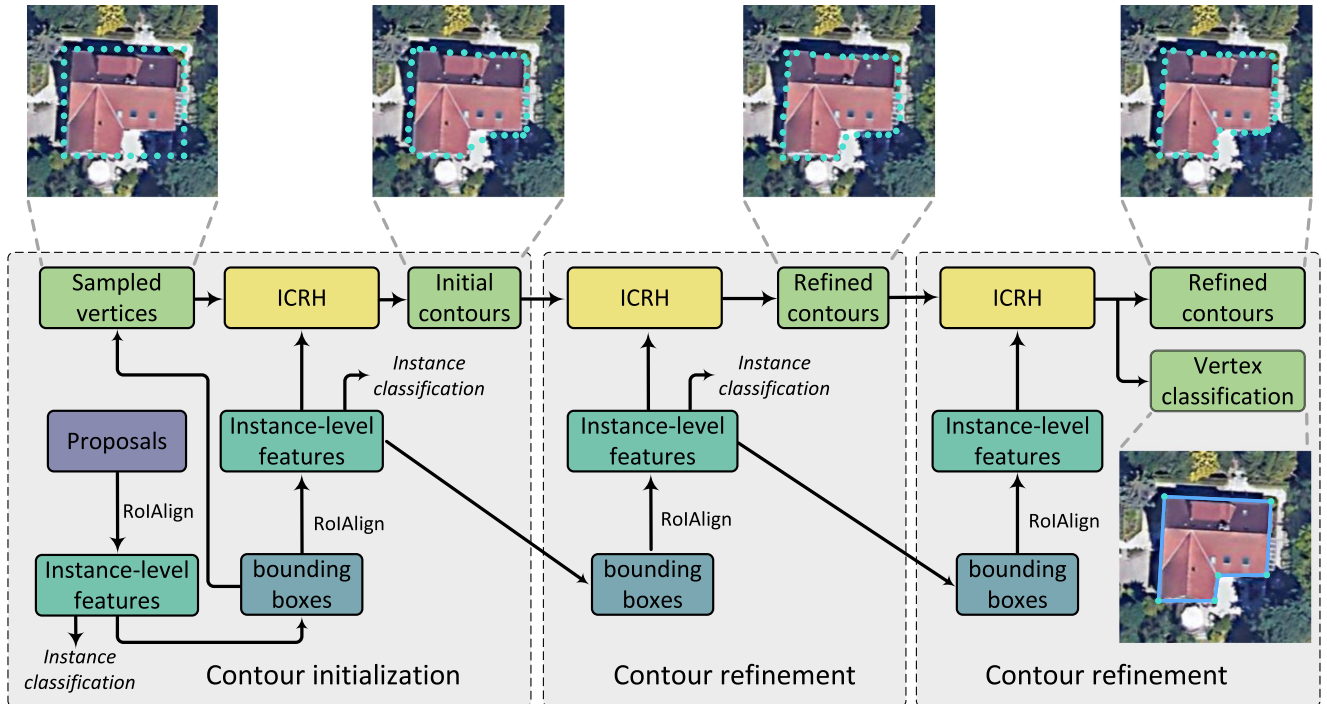 Sampled
vertices
ICRH
Initial
contours
Instance
classification
Proposals
Instance-level
features
RoIAlign
RoIAlign
Instance-level
features
bounding
boxes
Instance
classification
Contour initialization
ICRH
Refined
contours
Instance
classification
Instance-level
features
RoIAlign
bounding
boxes
Contour refinement
ICRH
Refined
contours
Vertex
classification
Instance-level
features
RoIAlign
bounding
boxes
Contour refinement